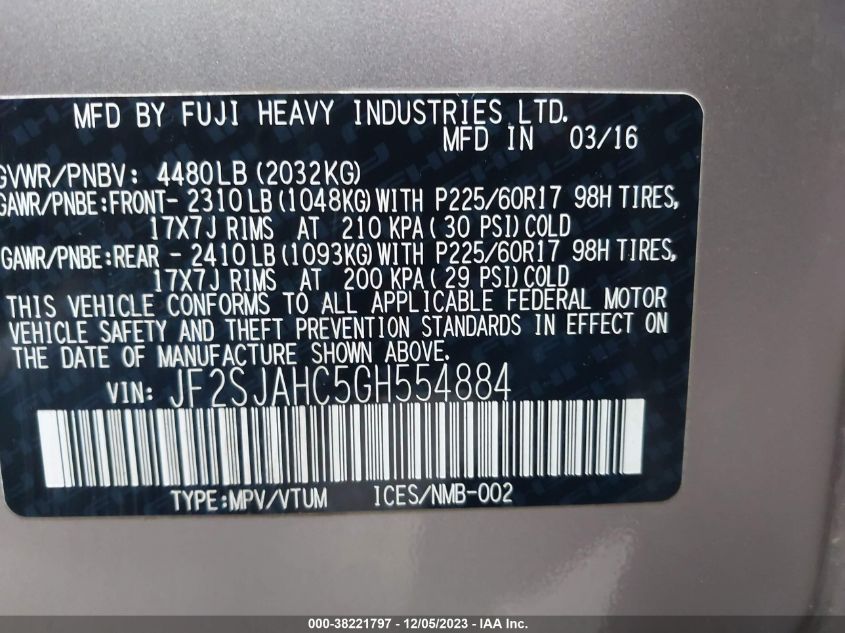 MFD BY FUJI HEAVY INDUSTRIES LTD.
MFD IN 03/16
GVWR/PNBV: 4480LB (2032KG)
GAWR/PNBE:FRONT- 2310LB (1048KG) WITH P225/60R17 98H TIRES,
17X7J RIMS AT 210 KPA( 30 PSI) COLD
GAWR/PNBE:REAR - 2410LB (1093KG) WITH P225/60R17 98H TIRES,
17X7J RIMS AT 200 KPA( 29 PSI) COLD
THIS VEHICLE CONFORMS TO ALL APPLICABLE FEDERAL MOTOR
VEHICLE SAFETY AND THEFT PREVENTION STANDARDS IN EFFECT ON
THE DATE OF MANUFACTURE SHOWN ABOVE.
VIN: JF2SJAHC5GH554884
TYPE:MPV/VTUM ICES/NMB-002
000-38221797 - 12/05/2023 - IAA Inc.